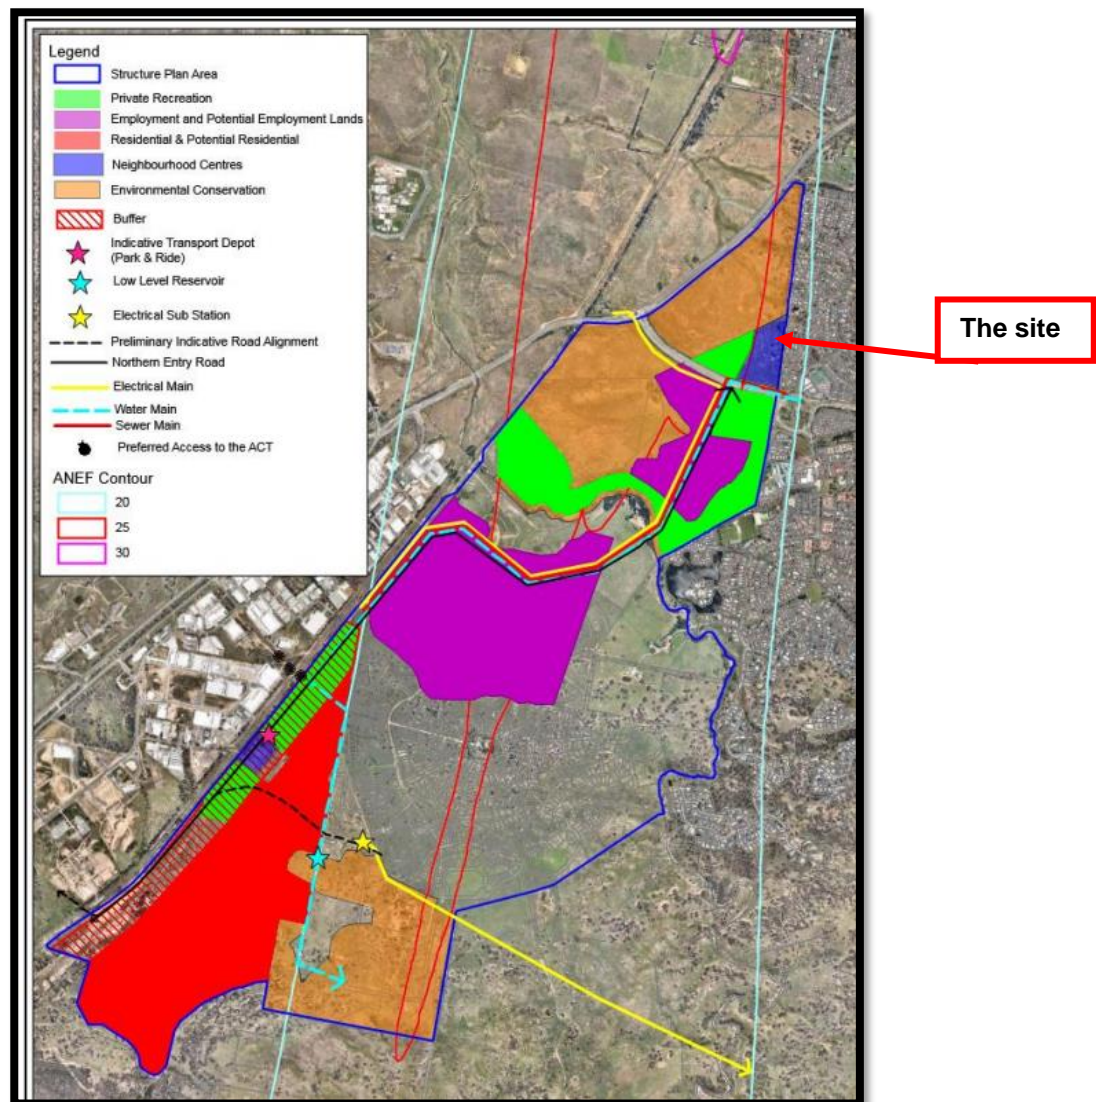 Legend
Structure Plan Area
Private Recreation
Employment and Potential Employment Lands
Residential & Potential Residential
Neighbourhood Centres
Environmental Conservation
Buffer
Indicative Transport Depot
(Park & Ride)
Low Level Reservoir
Electrical Sub Station
Preliminary Indicative Road Alignment
Northern Entry Road
Electrical Main
Water Main
Sewer Main
Preferred Access to the ACT
ANEF Contour
20
25
30
The site